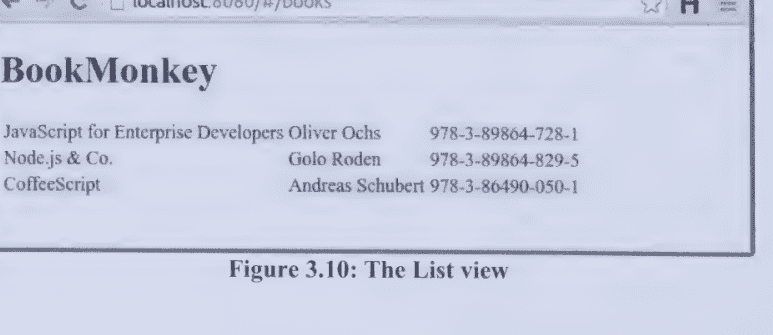 localhost:8080/#/books
BookMonkey
JavaScript for Enterprise Developers Oliver Ochs 978-3-89864-728-1
Node.js & Co. Golo Roden 978-3-89864-829-5
CoffeeScript Andreas Schubert 978-3-86490-050-1
Figure 3.10: The List view